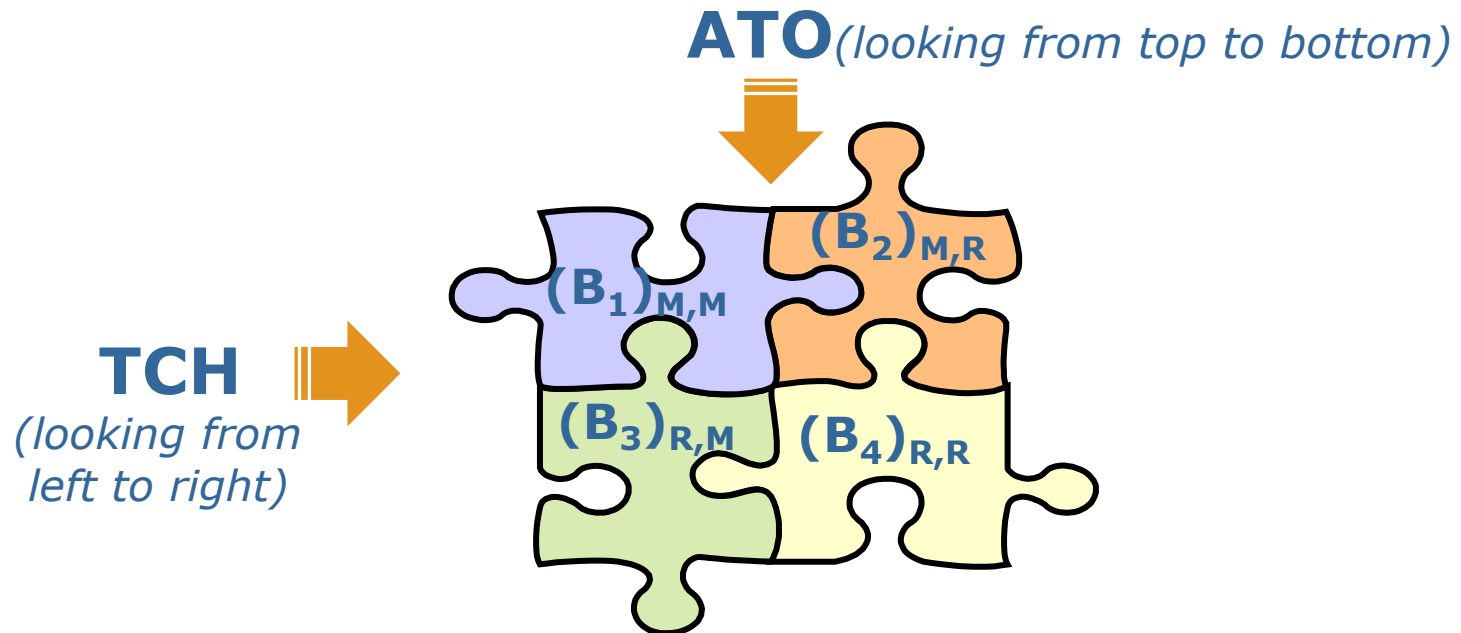 ATO(looking from top to bottom)
(B₂)M,R
(B₁)M,M
TCH
(looking from
left to right)
(B₃)R,M
(B₄)R,R